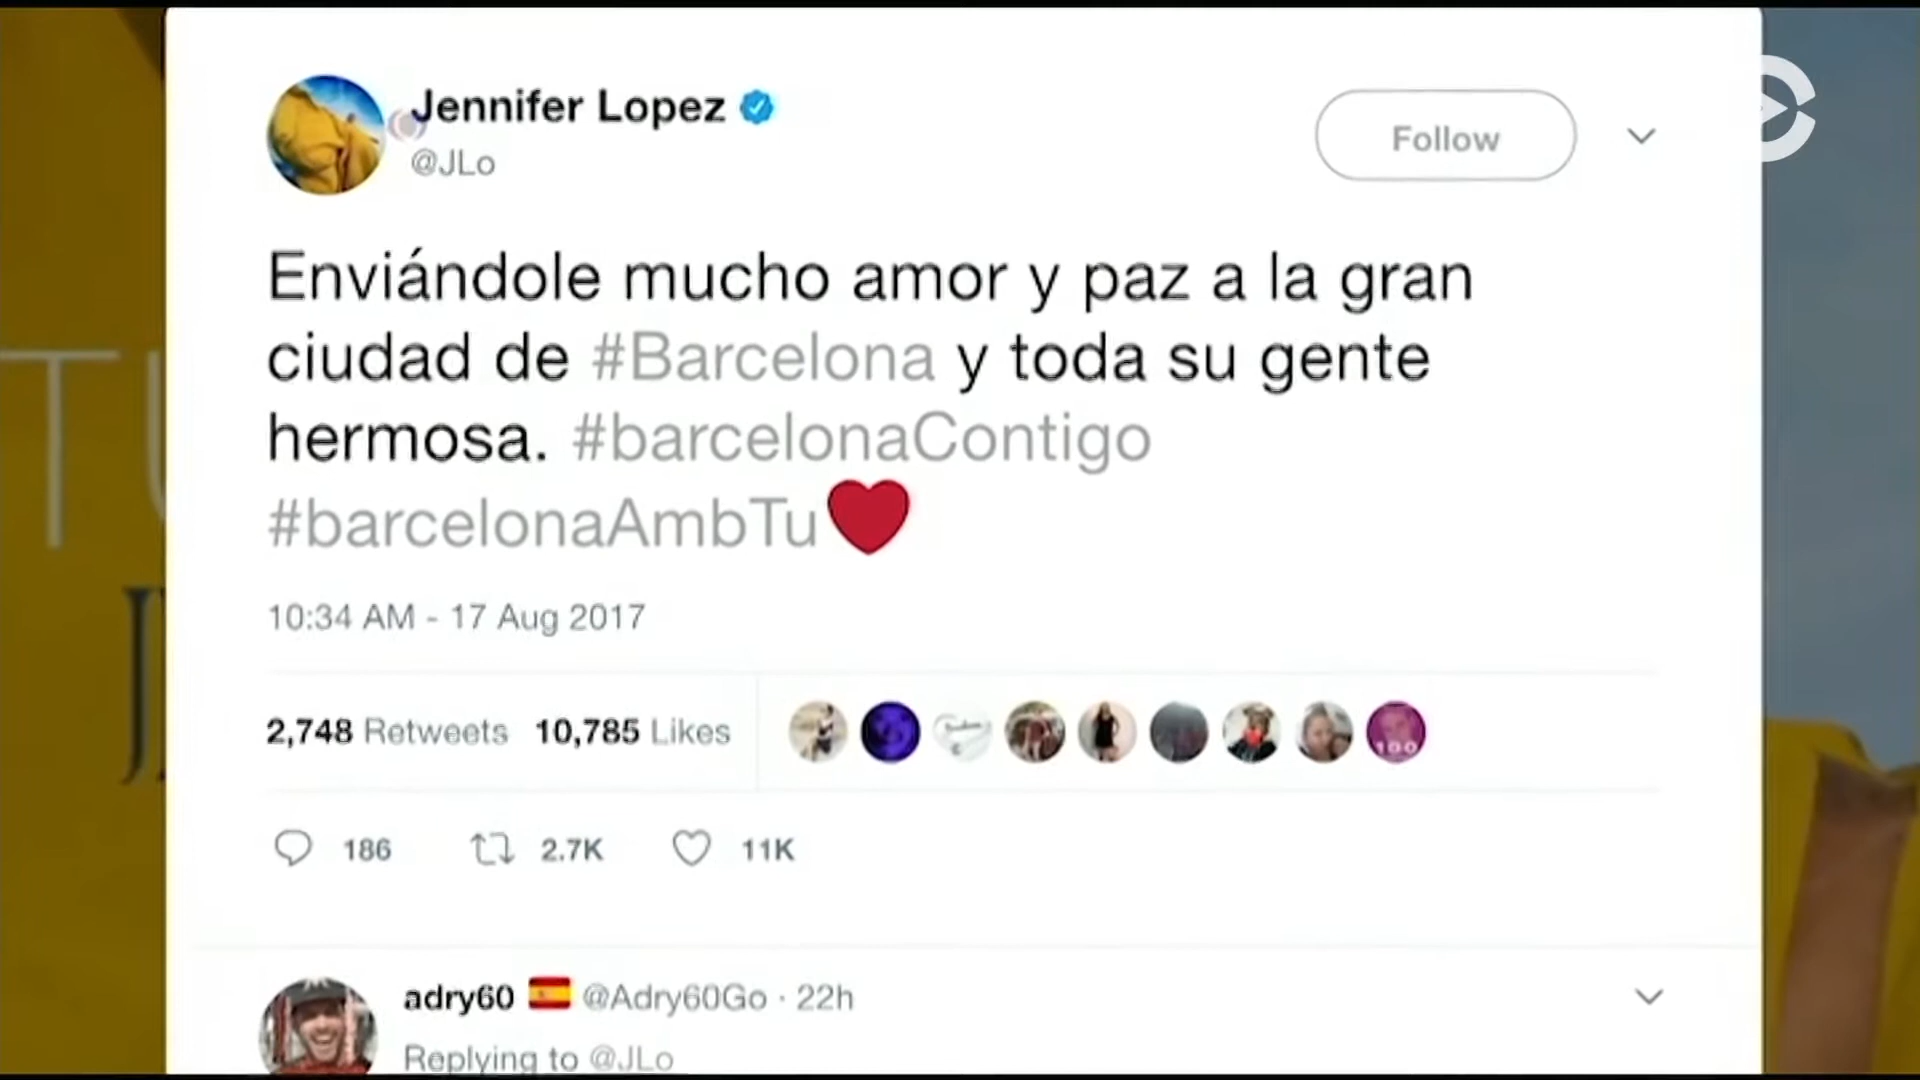 Jennifer Lopez
@JLo
Follow
Enviándole mucho amor y paz a la gran
ciudad de #Barcelona y toda su gente
hermosa. #barcelonaContigo
#barcelonaAmbTu
10:34 AM - 17 Aug 2017
2,748 Retweets 10,785 Likes
100
186 2.7K 11K
adry60 @Adry60Go · 22h
Replying to @JLo